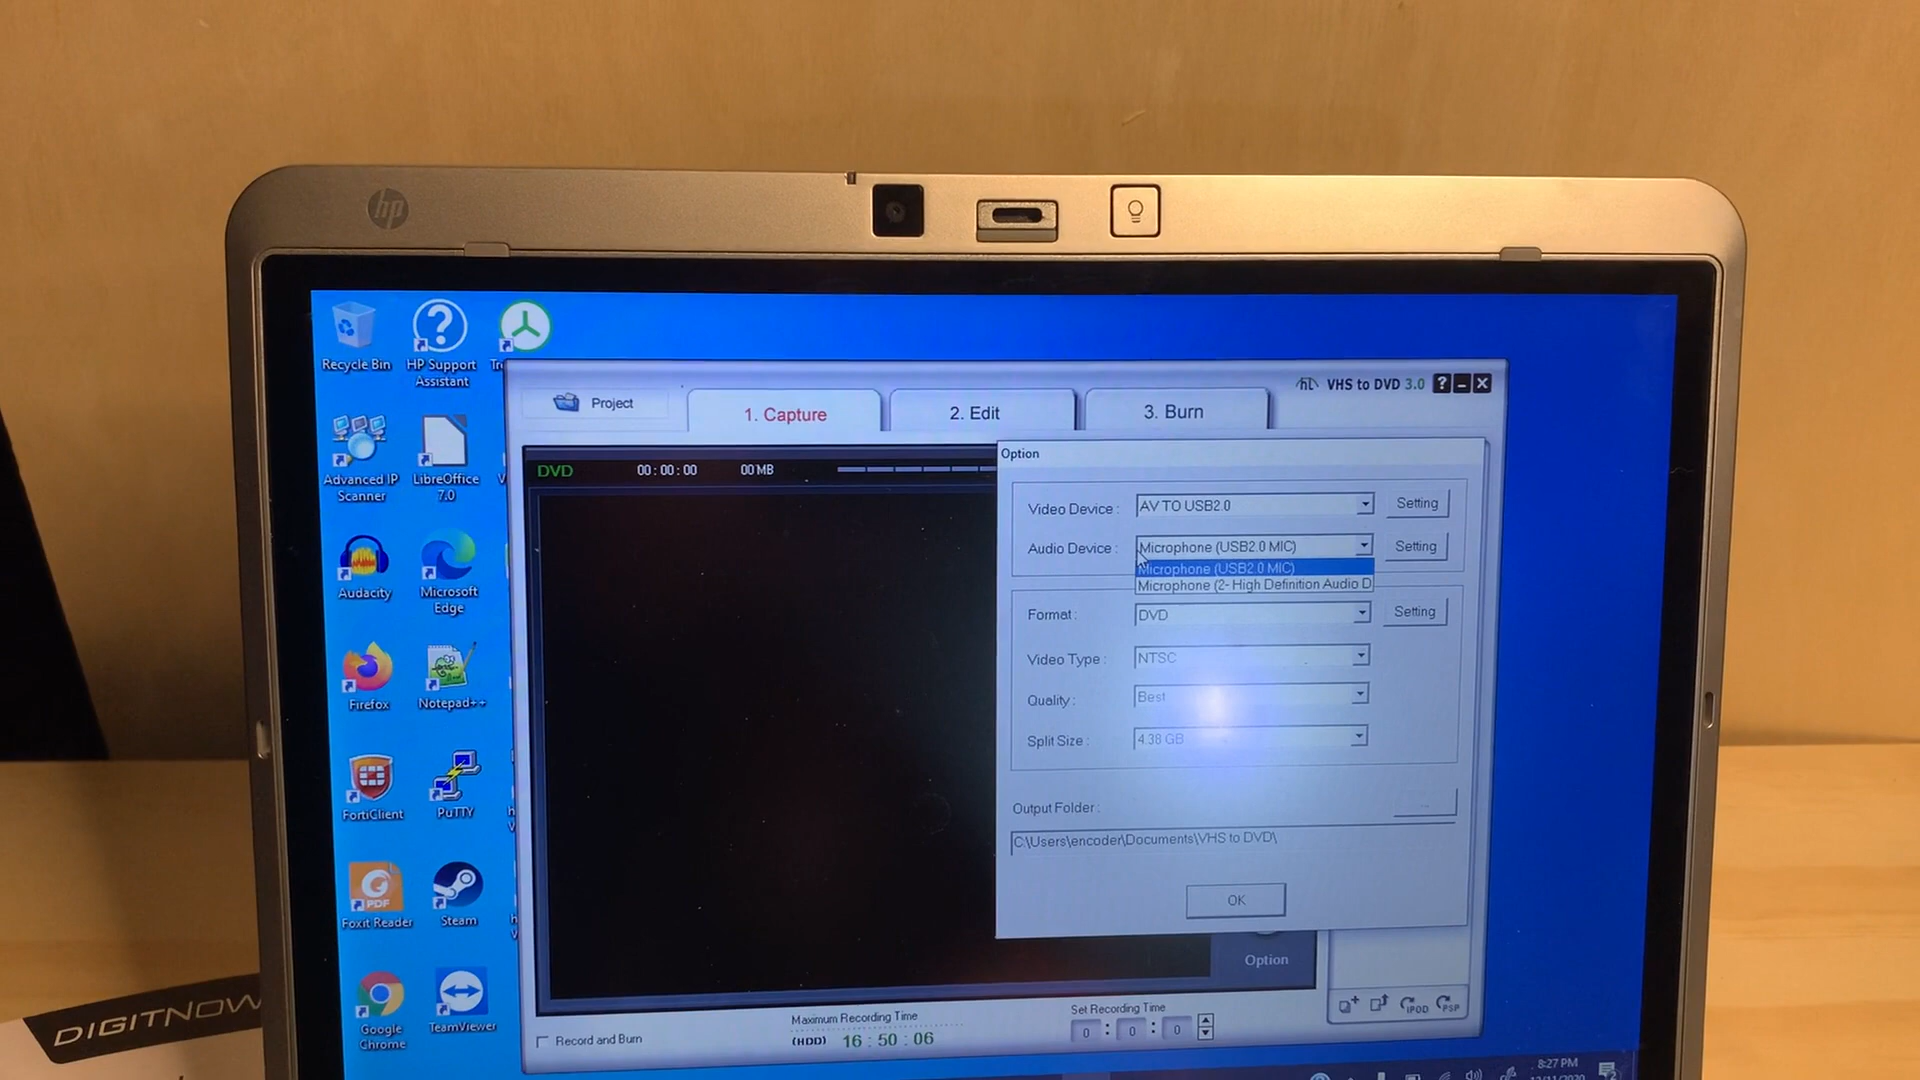 hp
Recycle Bin
HP Support
Assistant
Project
1. Capture
2. Edit
3. Burn
VHS to DVD 3.0
DVD
00 : 00 : 00
00 MB
Option
Video Device :
AV TO USB2.0
Setting
Audio Device :
Microphone (USB2.0 MIC)
Setting
Microphone (USB2.0 MIC)
Microphone (2- High Definition Audio D
Format :
DVD
Setting
Video Type :
NTSC
Quality :
Best
Split Size :
4.38 GB
Output Folder :
...
C:\Users\encoder\Documents\VHS to DVD\
OK
Option
Advanced IP
Scanner
LibreOffice
7.0
Audacity
Microsoft
Edge
Firefox
Notepad++
FortiClient
PuTTY
PDF
Foxit Reader
Steam
Google
Chrome
TeamViewer
Record and Burn
Maximum Recording Time
(HDD) 16 : 50 : 06
Set Recording Time
0 : 0 : 0
IPOD
PSP
8:27 PM
DIGITNOW